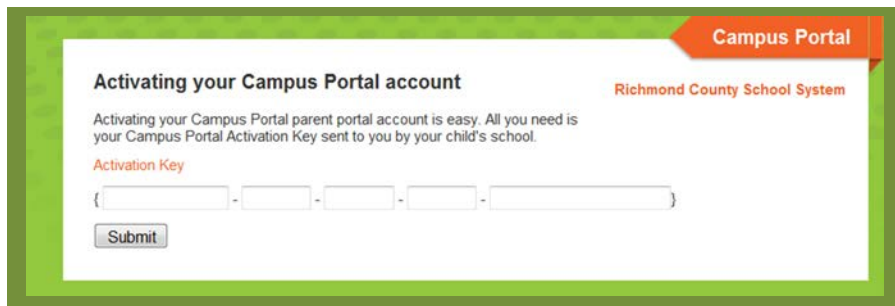 Campus Portal
Activating your Campus Portal account
Richmond County School System
Activating your Campus Portal parent portal account is easy. All you need is
your Campus Portal Activation Key sent to you by your child's school.
Activation Key
{ - - - - }
Submit